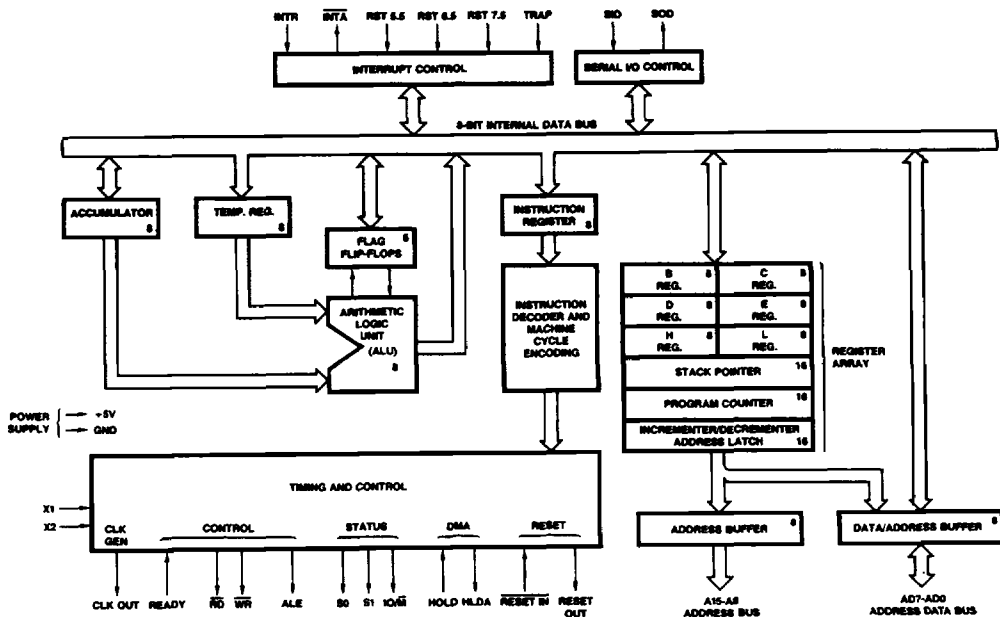 INTR INTA RST 5.5 RST 6.5 RST 7.5 TRAP SID SOD
INTERRUPT CONTROL
SERIAL I/O CONTROL
8-BIT INTERNAL DATA BUS
ACCUMULATOR
8
TEMP. REG.
8
FLAG
FLIP-FLOPS
5
INSTRUCTION
REGISTER
8
ARITHMETIC
LOGIC
UNIT
(ALU)
8
INSTRUCTION
DECODER AND
MACHINE
CYCLE
ENCODING
B
REG.
8
C
REG.
8
D
REG.
8
E
REG.
8
H
REG.
8
L
REG.
8
STACK POINTER
16
PROGRAM COUNTER
16
INCREMENTER/DECREMENTER
ADDRESS LATCH
16
REGISTER
ARRAY
POWER
SUPPLY
+5V
GND
X1
X2
TIMING AND CONTROL
CLK
GEN
CONTROL
STATUS
DMA
RESET
CLK OUT READY RD WR ALE S0 S1 IO/M HOLD HLDA RESET IN RESET
OUT
ADDRESS BUFFER
8
DATA/ADDRESS BUFFER
8
A15-A8
ADDRESS BUS
AD7-AD0
ADDRESS DATA BUS